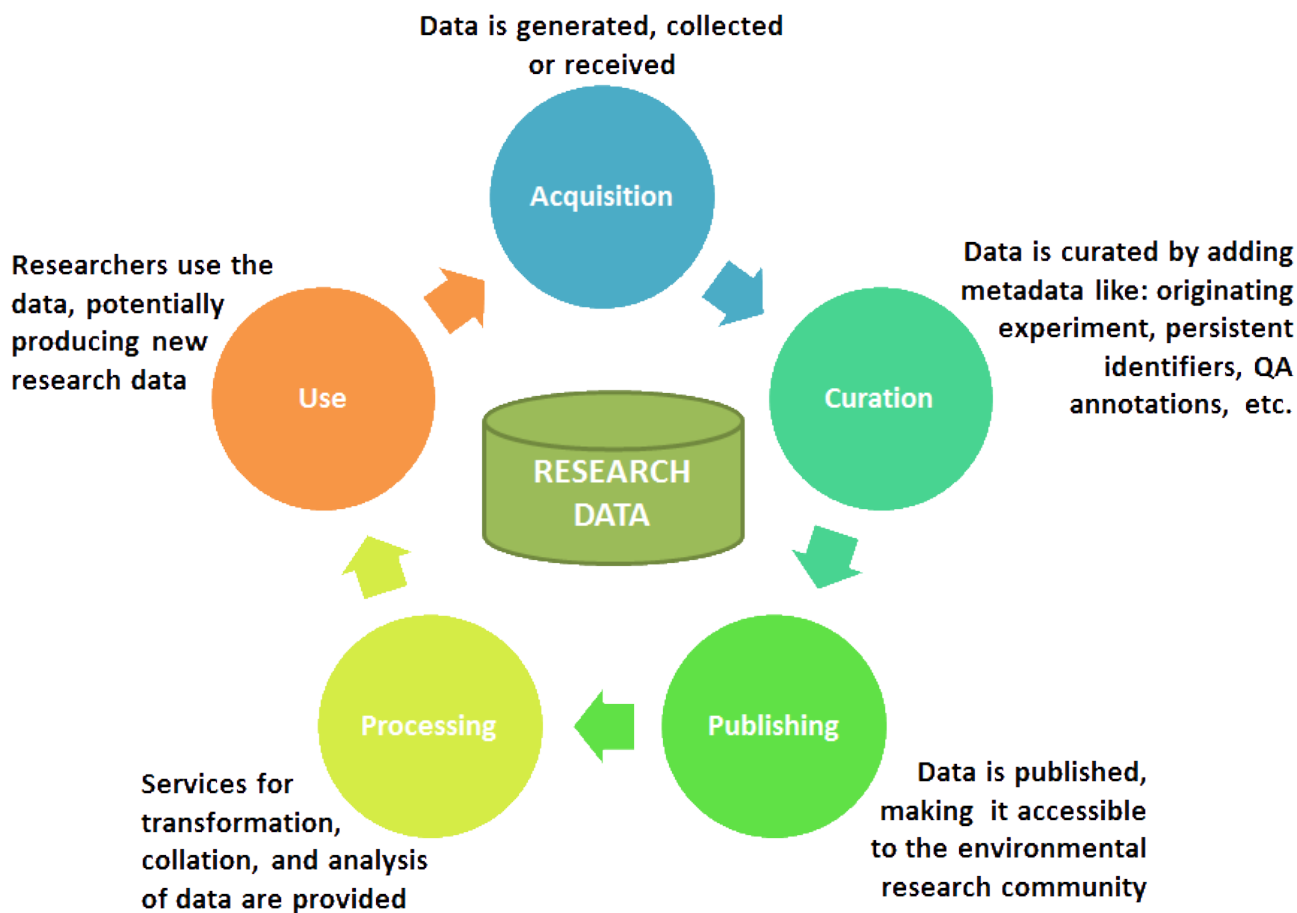 Data is generated, collected
or received
Acquisition
Data is curated by adding
metadata like: originating
experiment, persistent
identifiers, QA
annotations, etc.
Curation
Data is published,
making it accessible
to the environmental
research community
Publishing
Services for
transformation,
collation, and analysis
of data are provided
Processing
Researchers use the
data, potentially
producing new
research data
Use
RESEARCH
DATA